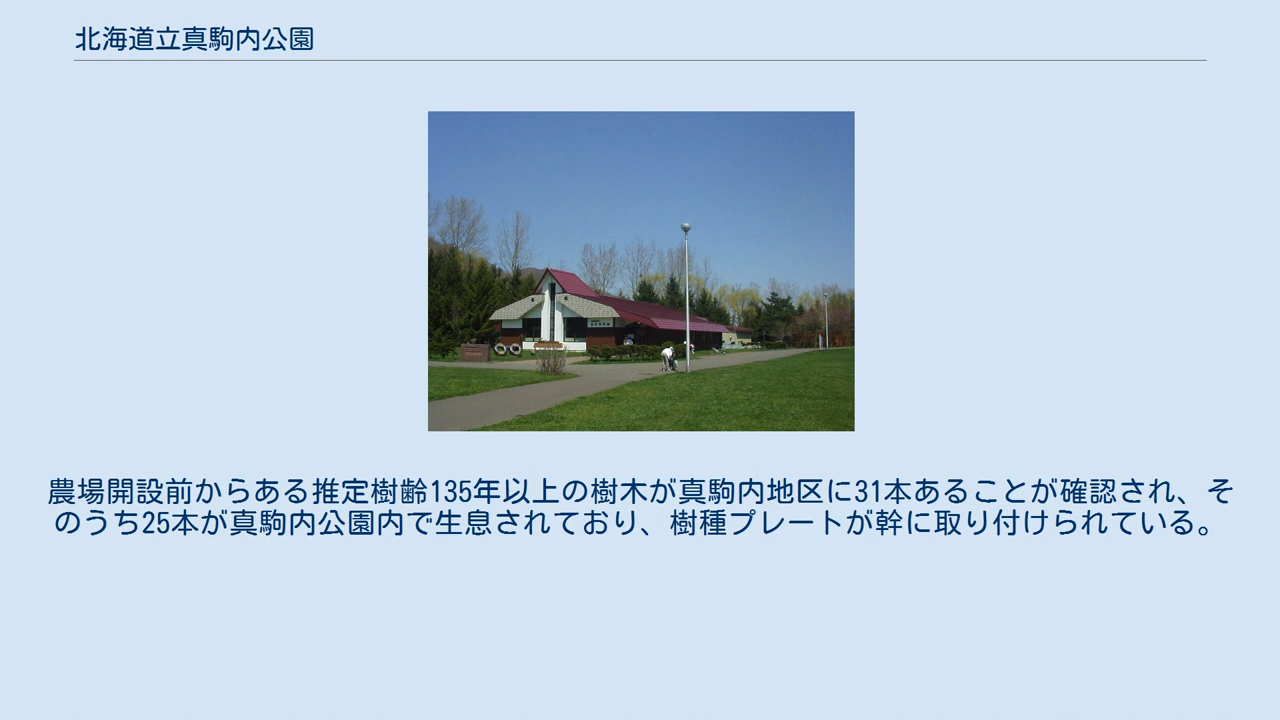 北海道立真駒内公園
農場開設前からある推定樹齢135年以上の樹木が真駒内地区に31本あることが確認され、そ
のうち25本が真駒内公園内で生息されており、樹種プレートが幹に取り付けられている。